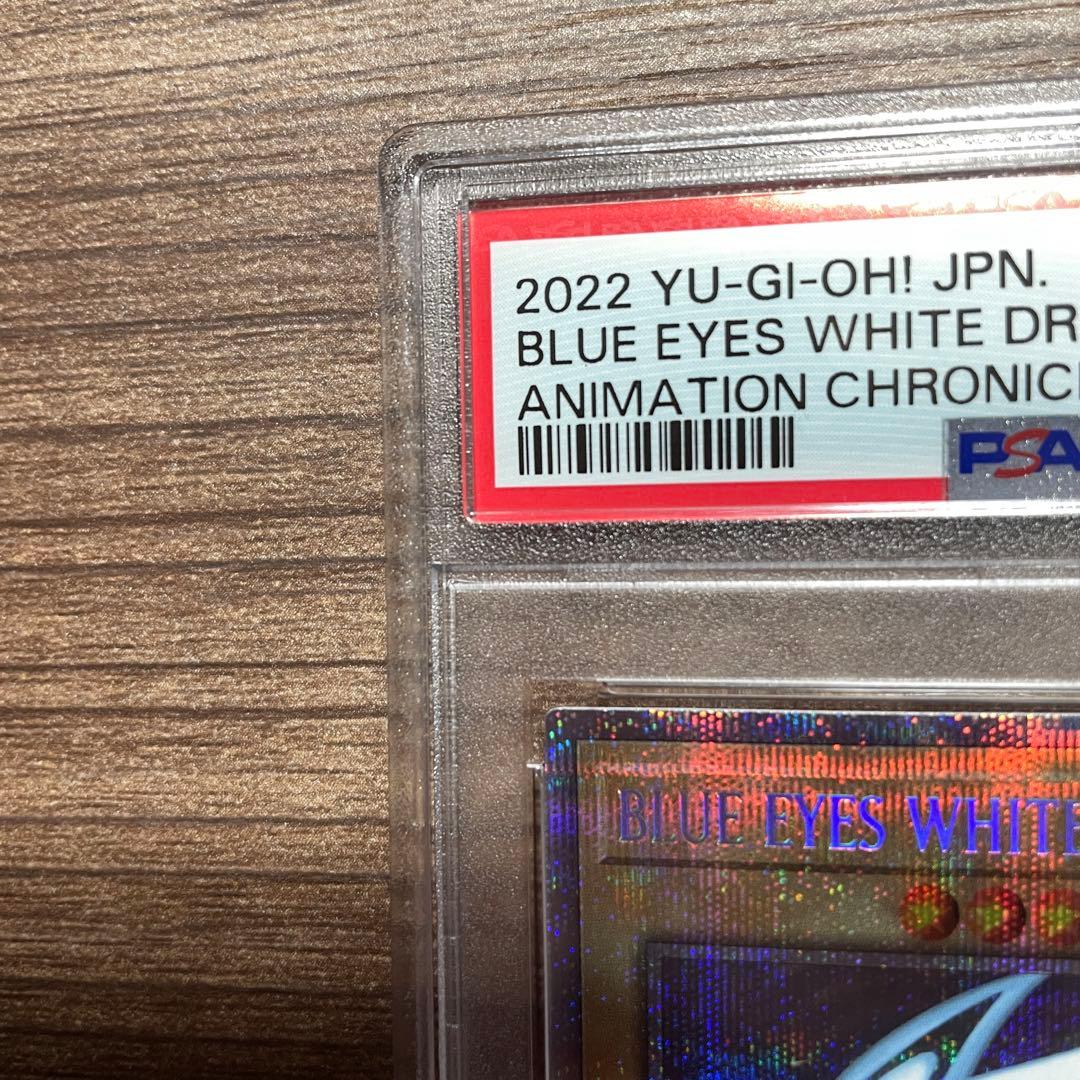 2022 YU-GI-OH! JPN.
BLUE EYES WHITE DR
ANIMATION CHRONIC
PSA
BLUE EYES WHITE